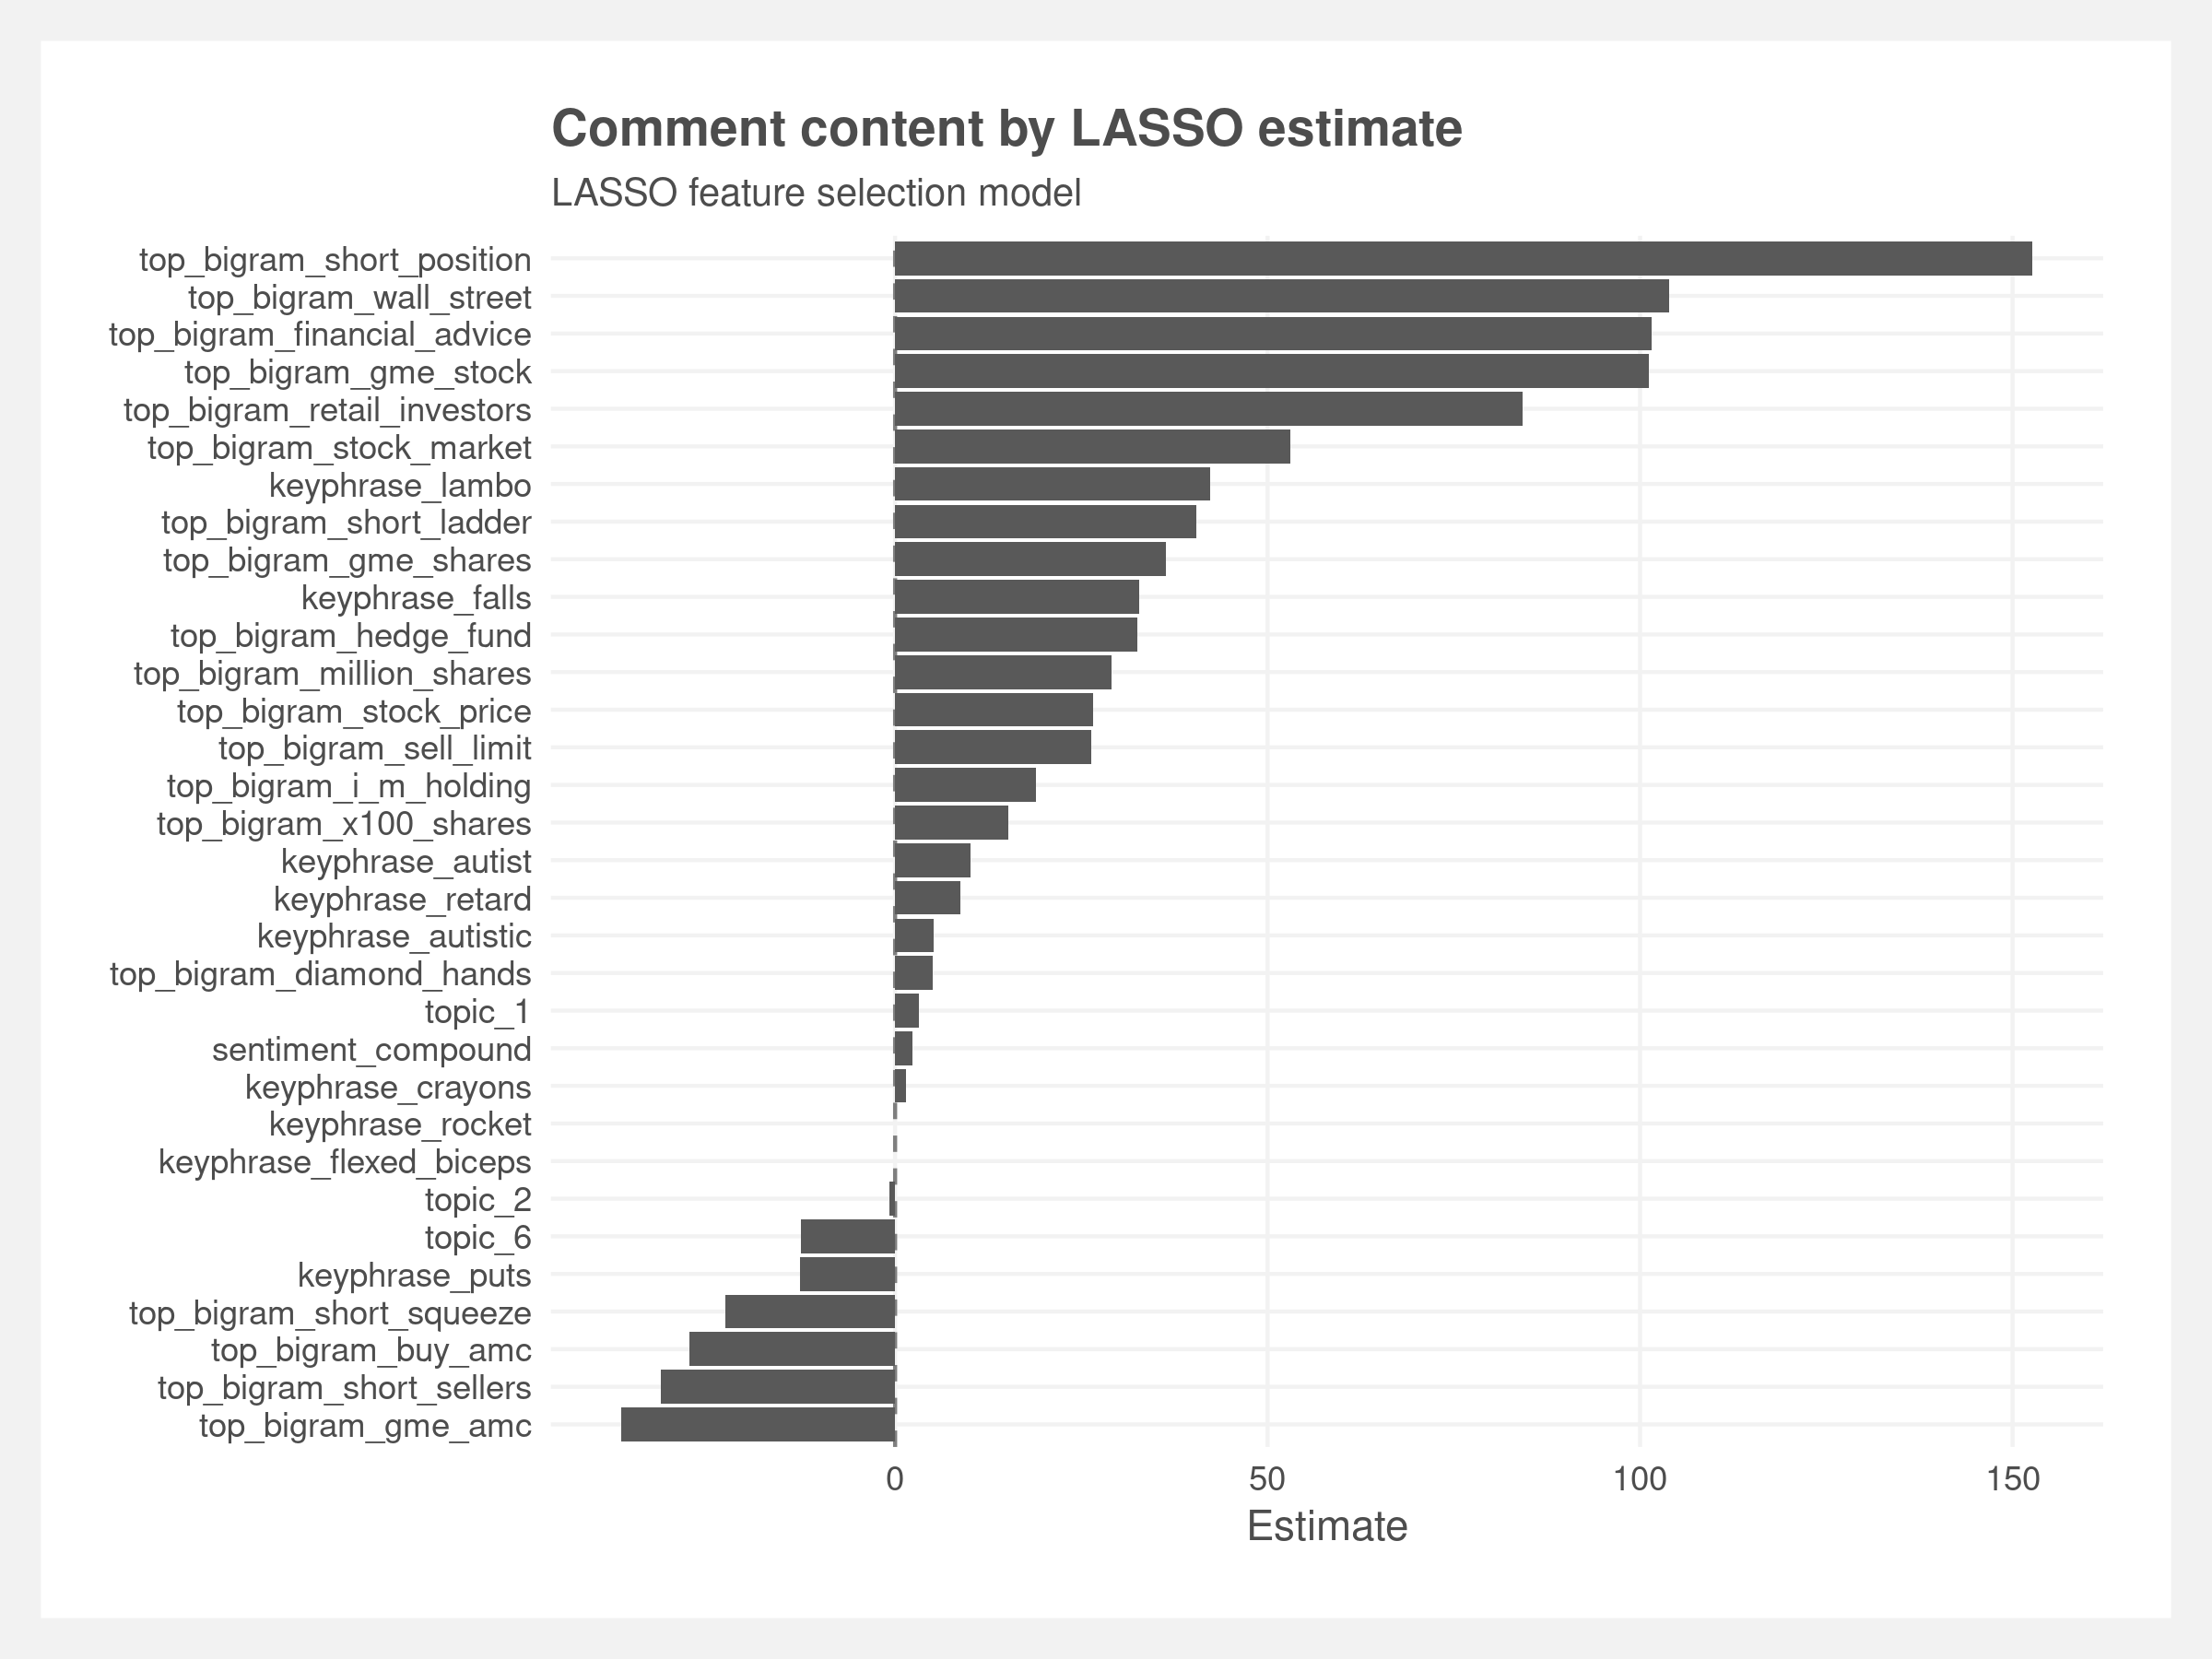 Comment content by LASSO estimate
LASSO feature selection model
top_bigram_short_position
top_bigram_wall_street
top_bigram_financial_advice
top_bigram_gme_stock
top_bigram_retail_investors
top_bigram_stock_market
keyphrase_lambo
top_bigram_short_ladder
top_bigram_gme_shares
keyphrase_falls
top_bigram_hedge_fund
top_bigram_million_shares
top_bigram_stock_price
top_bigram_sell_limit
top_bigram_i_m_holding
top_bigram_x100_shares
keyphrase_autist
keyphrase_retard
keyphrase_autistic
top_bigram_diamond_hands
topic_1
sentiment_compound
keyphrase_crayons
keyphrase_rocket
keyphrase_flexed_biceps
topic_2
topic_6
keyphrase_puts
top_bigram_short_squeeze
top_bigram_buy_amc
top_bigram_short_sellers
top_bigram_gme_amc
0 50 100 150
Estimate